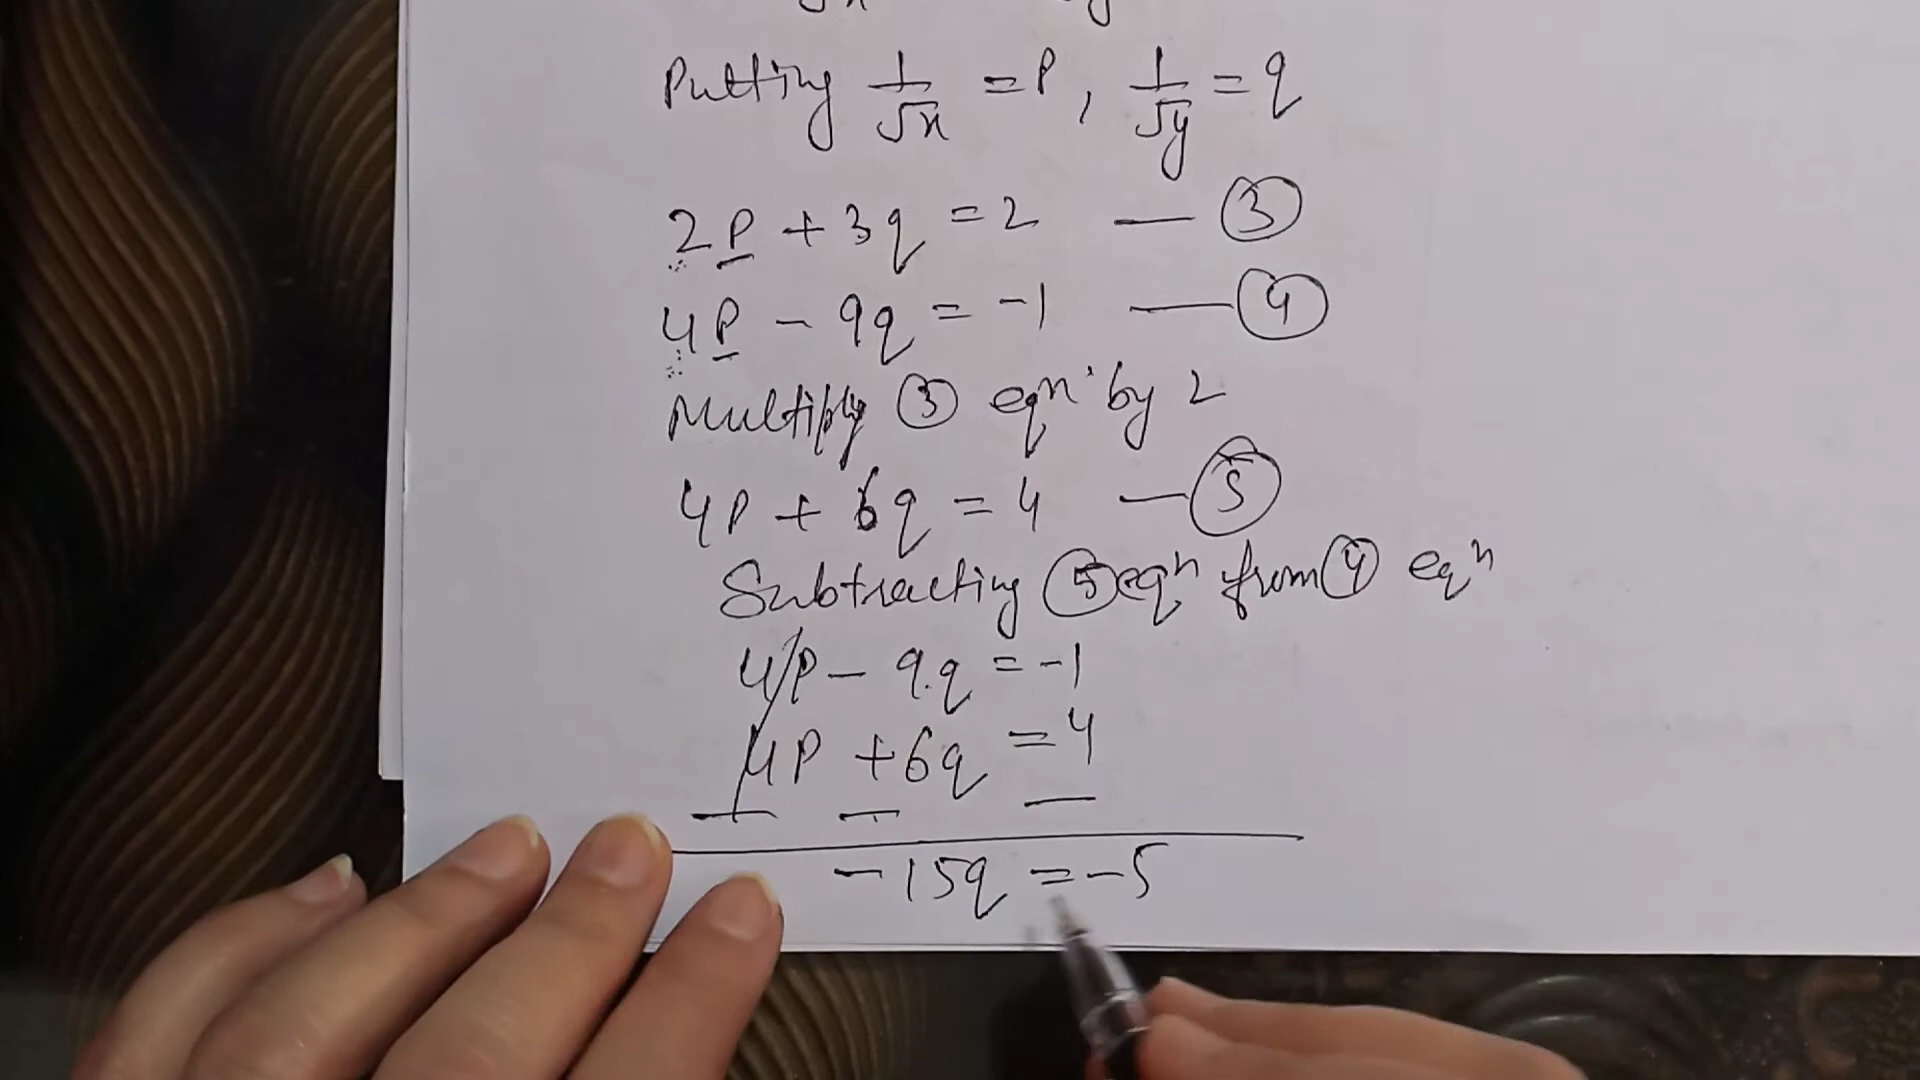 Putting 1/√x = P, 1/√y = q
2P + 3q = 2 — ③
4P - 9q = -1 — ④
Multiply ③ eqn by 2
4P + 6q = 4 — ⑤
Subtracting ⑤ eqn from ④ eqn
4P - 9q = -1
4P + 6q = 4
— — —
-15q = -5